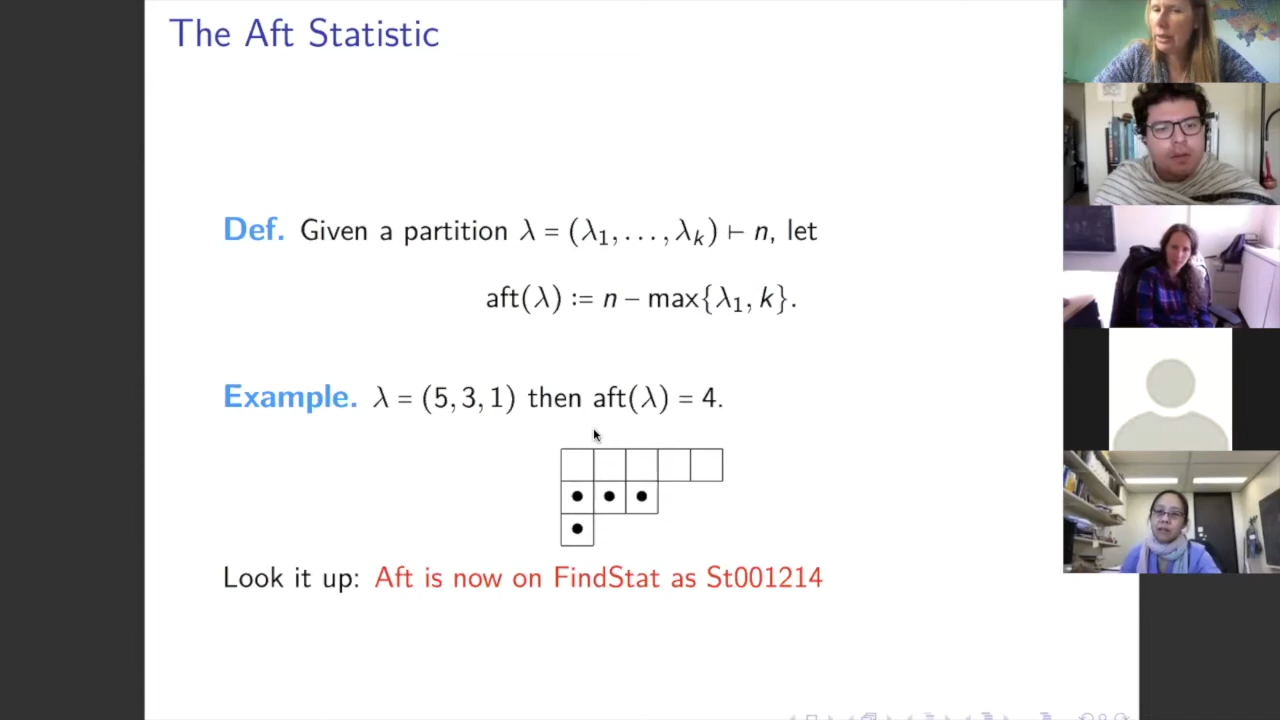 The Aft Statistic
Def. Given a partition λ = (λ₁, . . . , λₖ) ⊢ n, let
aft(λ) := n − max{λ₁, k}.
Example. λ = (5, 3, 1) then aft(λ) = 4.
Look it up: Aft is now on FindStat as St001214